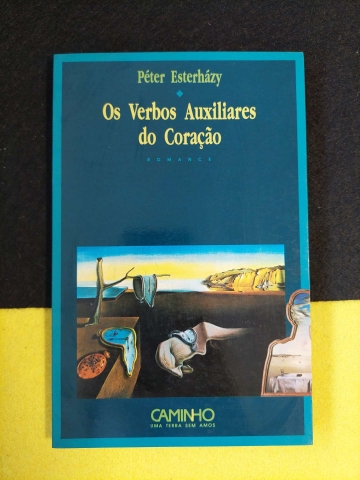 Péter Esterházy
Os Verbos Auxiliares
do Coração
ROMANCE
CAMINHO
UMA TERRA SEM AMOS